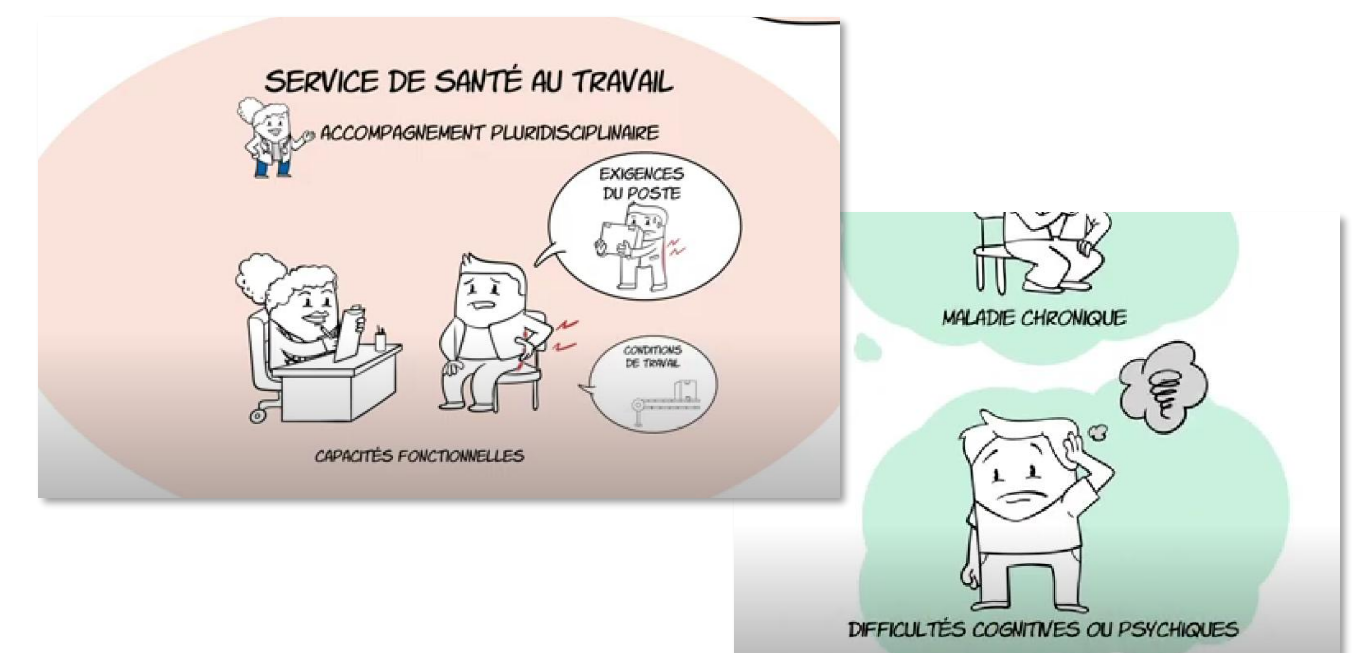 SERVICE DE SANTÉ AU TRAVAIL
ACCOMPAGNEMENT PLURIDISCIPLINAIRE
EXIGENCES
DU POSTE
CONDITIONS
DE TRAVAIL
CAPACITÉS FONCTIONNELLES
MALADIE CHRONIQUE
DIFFICULTÉS COGNITIVES OU PSYCHIQUES